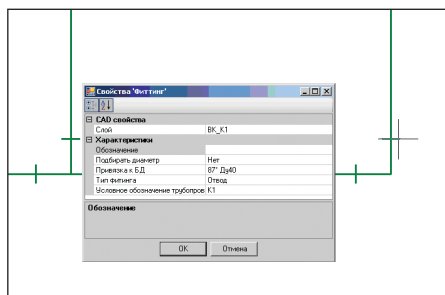 Свойства 'Фиттинг'
CAD свойства
Слой ВК_К1
Характеристики
Обозначение
Подбирать диаметр Нет
Привязка к БД 87° Ду40
Тип фитинга Отвод
Условное обозначение трубопров К1
Обозначение
OK Отмена